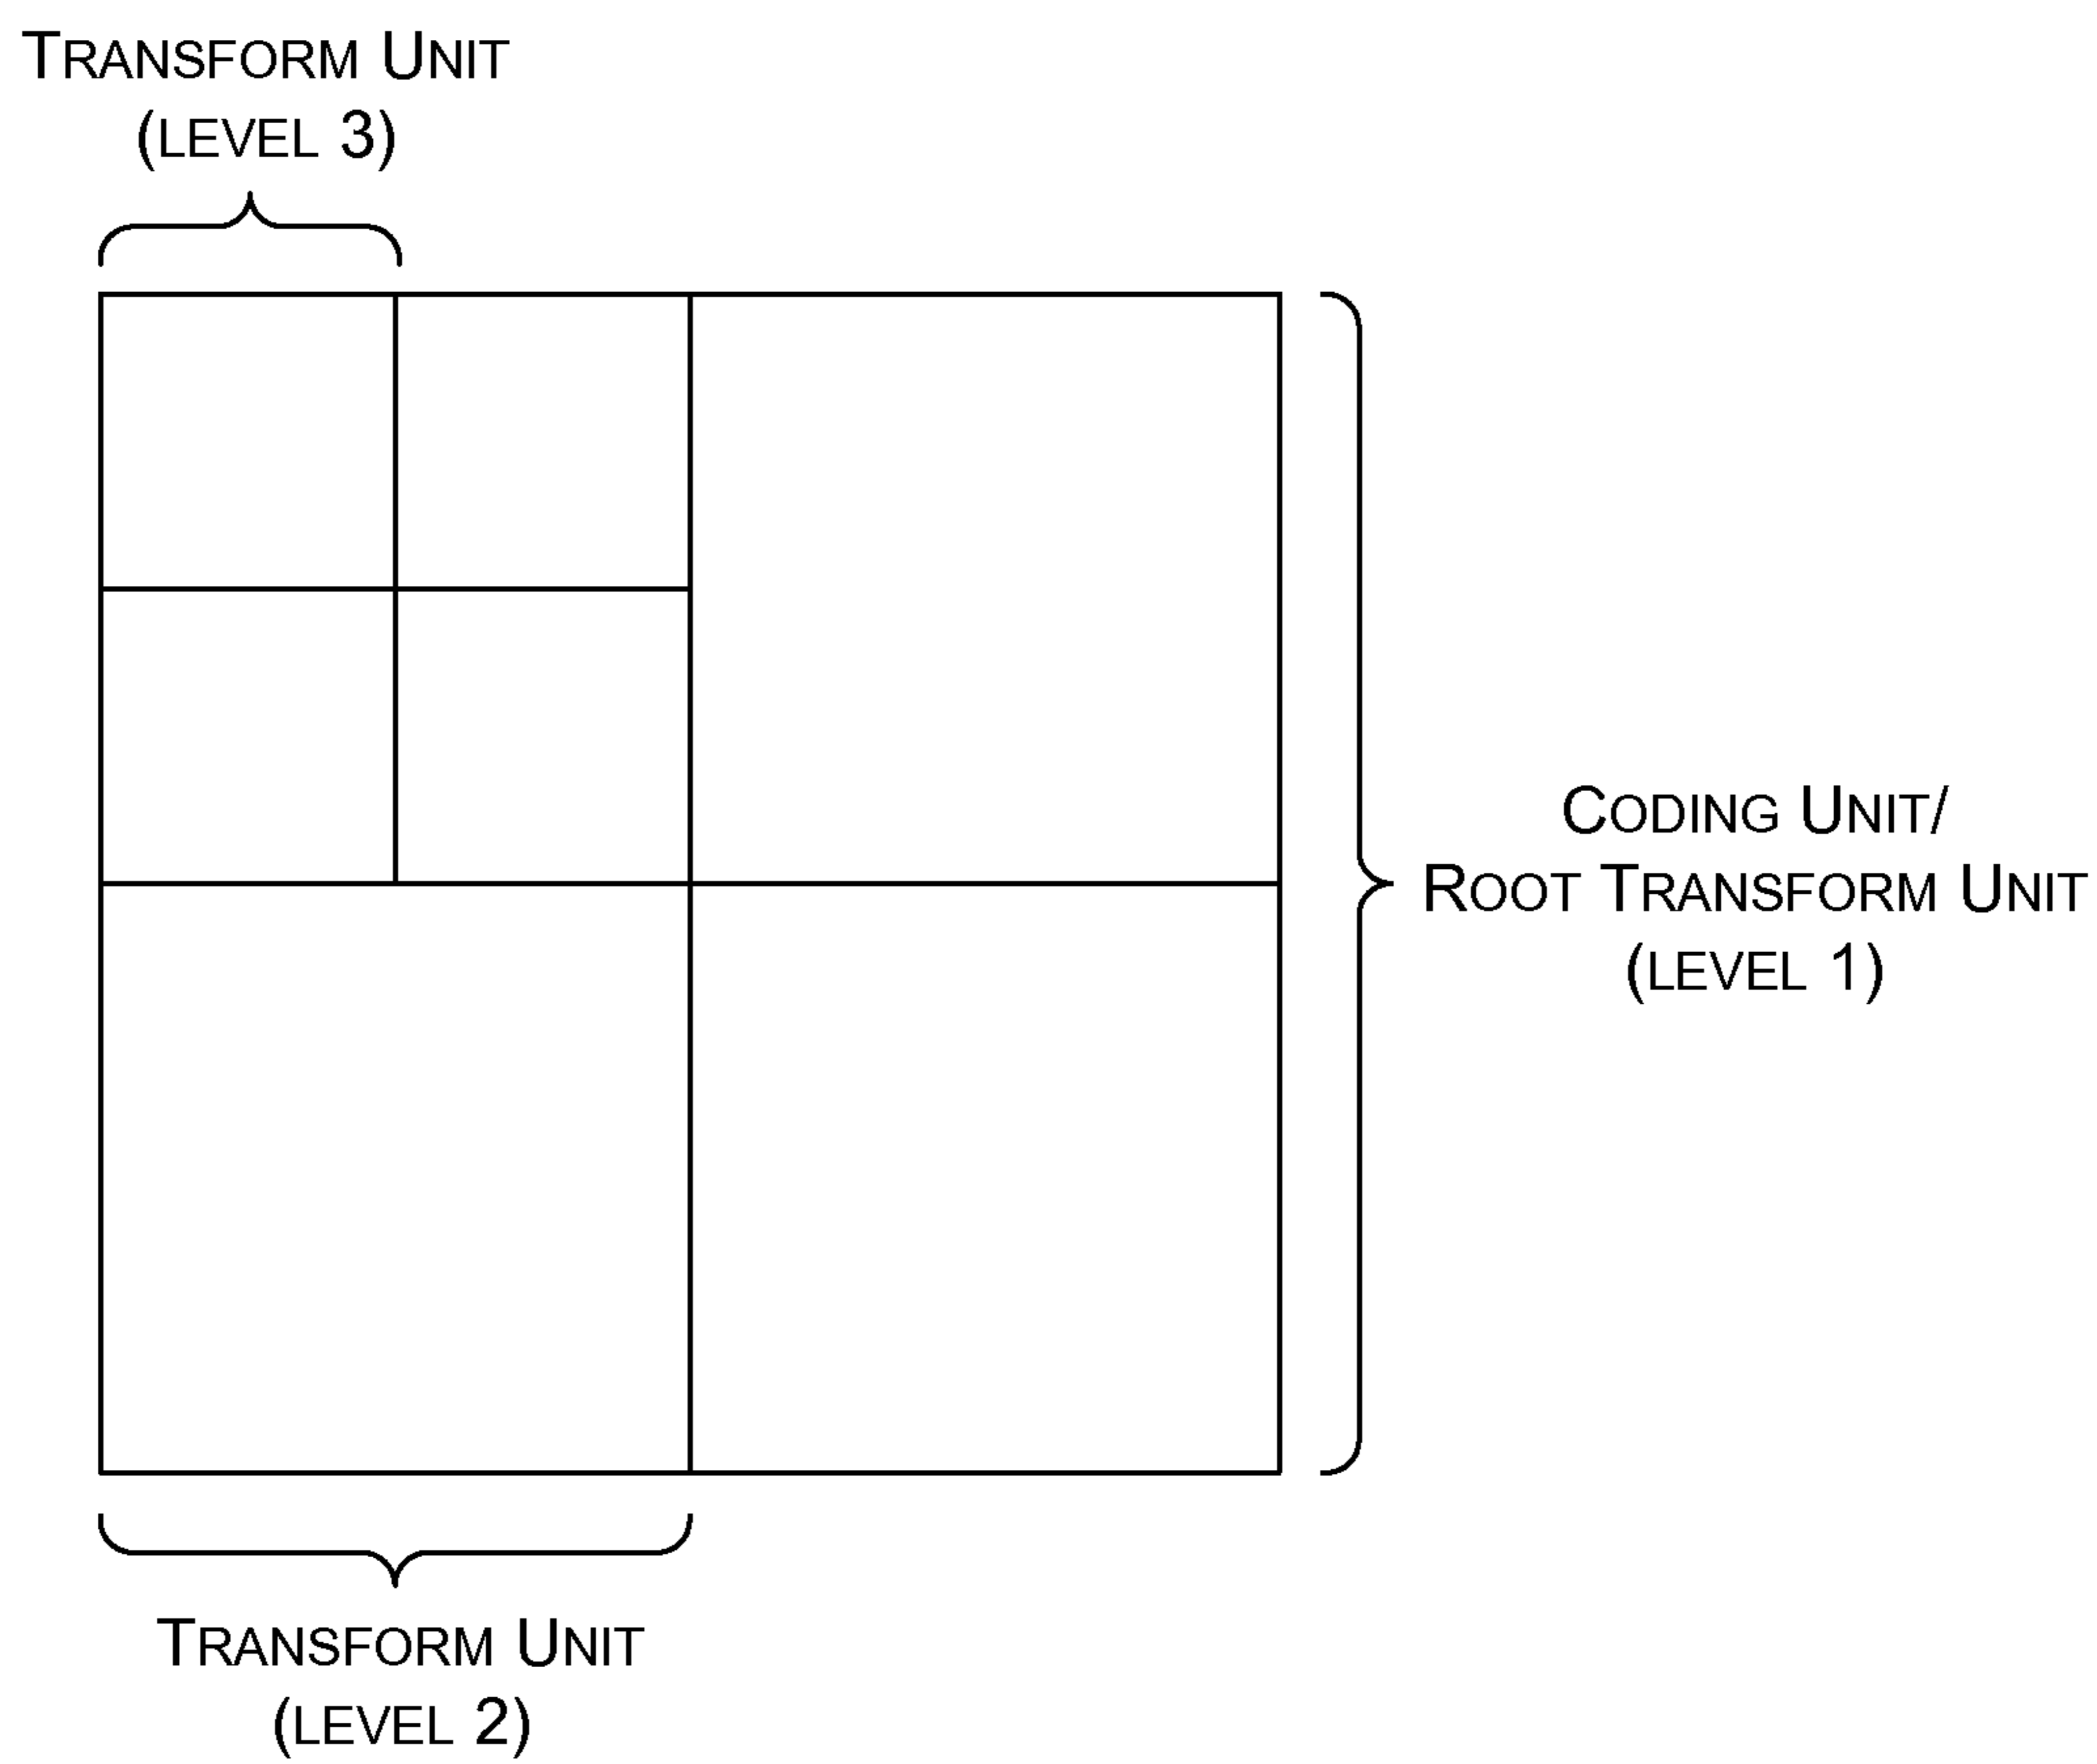 TRANSFORM UNIT
(LEVEL 3)
CODING UNIT/
ROOT TRANSFORM UNIT
(LEVEL 1)
TRANSFORM UNIT
(LEVEL 2)